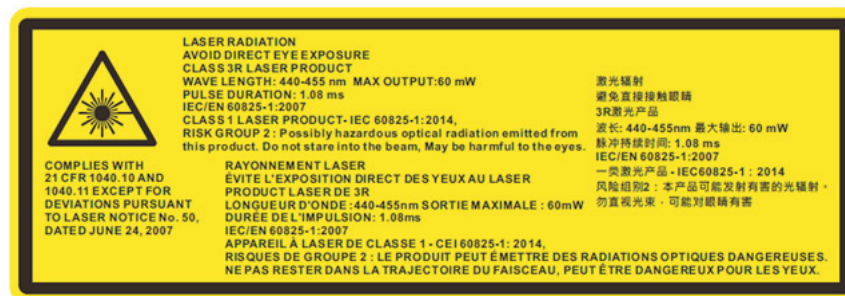 LASER RADIATION
AVOID DIRECT EYE EXPOSURE
CLASS 3R LASER PRODUCT
WAVE LENGTH: 440-455 nm MAX OUTPUT:60 mW
PULSE DURATION: 1.08 ms
IEC/EN 60825-1:2007
CLASS 1 LASER PRODUCT- IEC 60825-1:2014,
RISK GROUP 2 : Possibly hazardous optical radiation emitted from
this product. Do not stare into the beam, May be harmful to the eyes.
激光辐射
避免直接接触眼睛
3R激光产品
波长: 440-455nm 最大输出: 60 mW
脉冲持续时间: 1.08 ms
IEC/EN 60825-1:2007
一类激光产品 - IEC60825-1 : 2014
风险组别2 : 本产品可能发射有害的光辐射。
勿直视光束，可能对眼睛有害
COMPLIES WITH
21 CFR 1040.10 AND
1040.11 EXCEPT FOR
DEVIATIONS PURSUANT
TO LASER NOTICE No. 50,
DATED JUNE 24, 2007
RAYONNEMENT LASER
ÉVITE L'EXPOSITION DIRECT DES YEUX AU LASER
PRODUCT LASER DE 3R
LONGUEUR D'ONDE :440-455nm SORTIE MAXIMALE : 60mW
DURÉE DE L'IMPULSION: 1.08ms
IEC/EN 60825-1:2007
APPAREIL À LASER DE CLASSE 1 - CEI 60825-1: 2014,
RISQUES DE GROUPE 2 : LE PRODUIT PEUT ÉMETTRE DES RADIATIONS OPTIQUES DANGEREUSES.
NE PAS RESTER DANS LA TRAJECTOIRE DU FAISCEAU, PEUT ÊTRE DANGEREUX POUR LES YEUX.